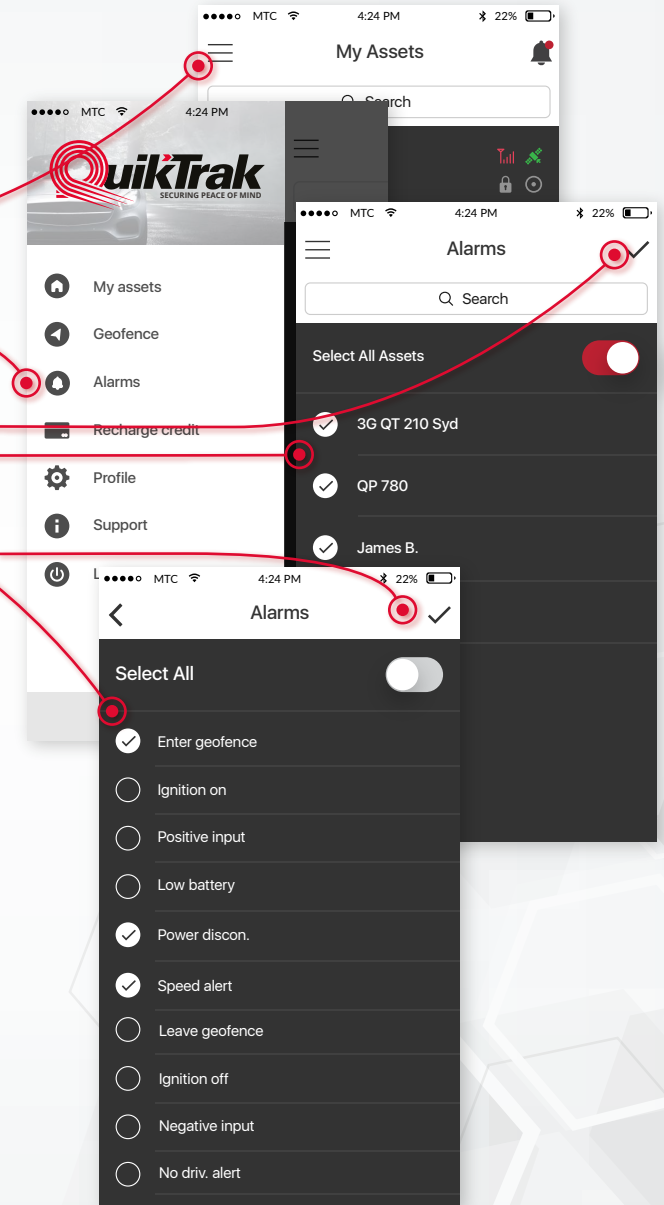 MTC 4:24 PM 22%
My Assets
Search
MTC 4:24 PM
QuikTrak
SECURING PEACE OF MIND
My assets
Geofence
Alarms
Recharge credit
Profile
Support
L
MTC 4:24 PM 22%
Alarms
Search
Select All Assets
3G QT 210 Syd
QP 780
James B.
MTC 4:24 PM 22%
Alarms
Select All
Enter geofence
Ignition on
Positive input
Low battery
Power discon.
Speed alert
Leave geofence
Ignition off
Negative input
No driv. alert